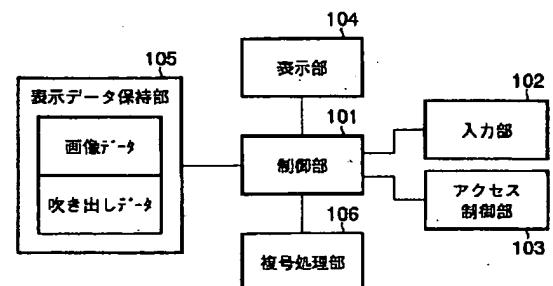 104
表示部
105
表示データ保持部
画像データ
吹き出しデータ
101
制御部
102
入力部
アクセス
制御部
103
106
複号処理部